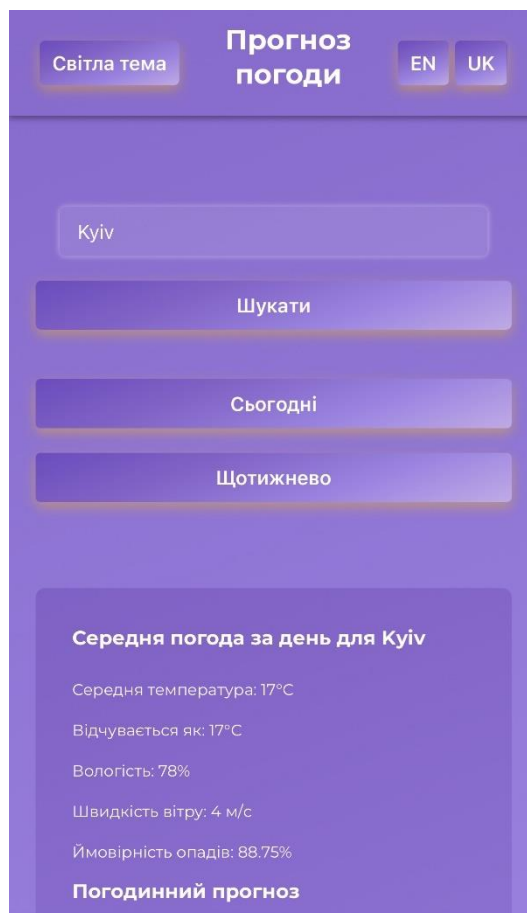 Світла тема
Прогноз
погоди
EN
UK
Kyiv
Шукати
Сьогодні
Щотижнево
Середня погода за день для Kyiv
Середня температура: 17°C
Відчувається як: 17°C
Вологість: 78%
Швидкість вітру: 4 м/с
Ймовірність опадів: 88.75%
Погодинний прогноз